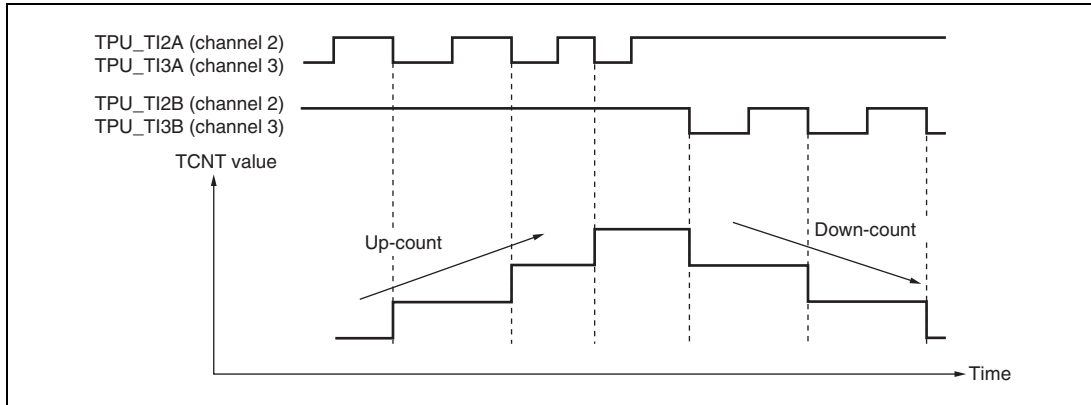 TPU_TI2A (channel 2)
TPU_TI3A (channel 3)
TPU_TI2B (channel 2)
TPU_TI3B (channel 3)
TCNT value
Up-count
Down-count
Time